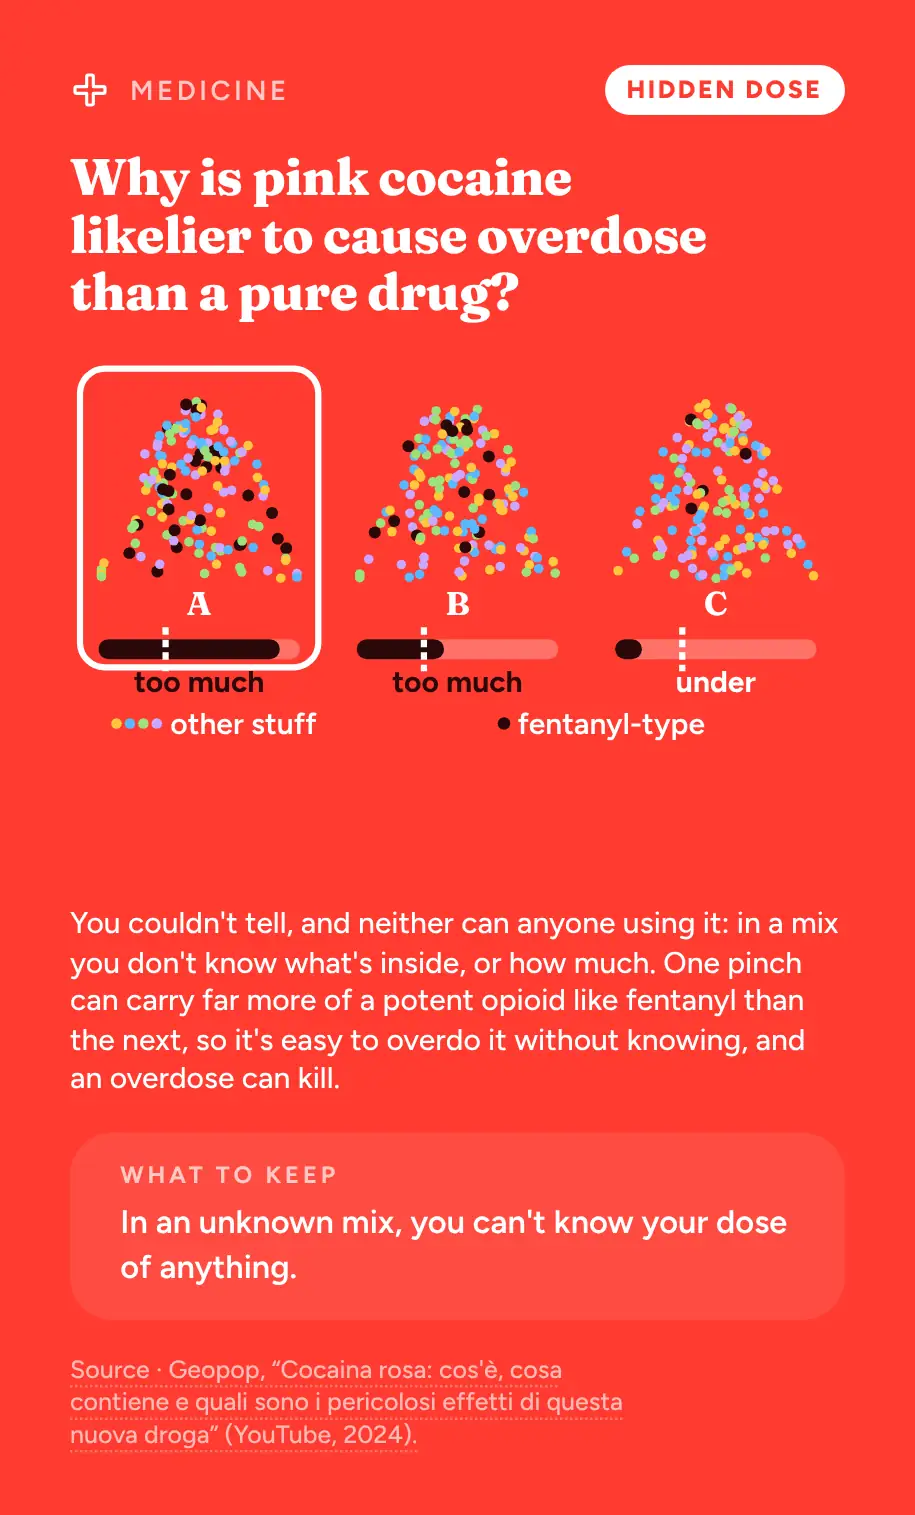 MEDICINE
HIDDEN DOSE
Why is pink cocaine
likelier to cause overdose
than a pure drug?
A
B
C
too much
too much
under
other stuff
fentanyl-type
You couldn't tell, and neither can anyone using it: in a mix
you don't know what's inside, or how much. One pinch
can carry far more of a potent opioid like fentanyl than
the next, so it's easy to overdo it without knowing, and
an overdose can kill.
WHAT TO KEEP
In an unknown mix, you can't know your dose
of anything.
Source · Geopop, “Cocaina rosa: cos'è, cosa
contiene e quali sono i pericolosi effetti di questa
nuova droga” (YouTube, 2024).